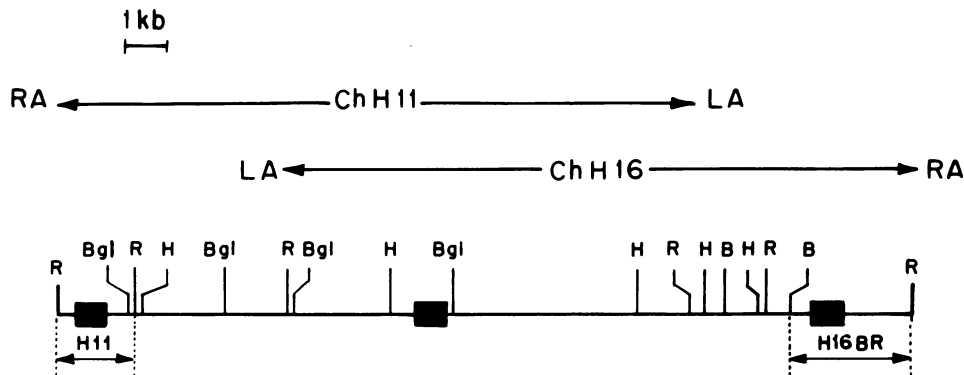 1 kb
RA ChH11 LA
LA ChH16 RA
R Bgl R H Bgl R Bgl H Bgl H R H B H R B R
H11 H16BR